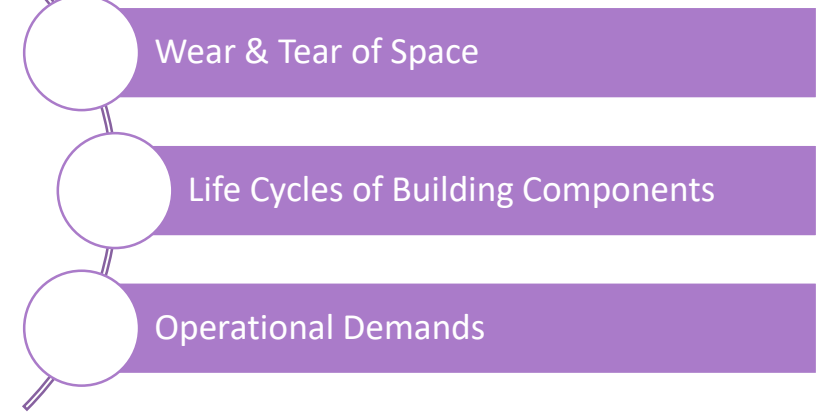 Wear & Tear of Space
Life Cycles of Building Components
Operational Demands